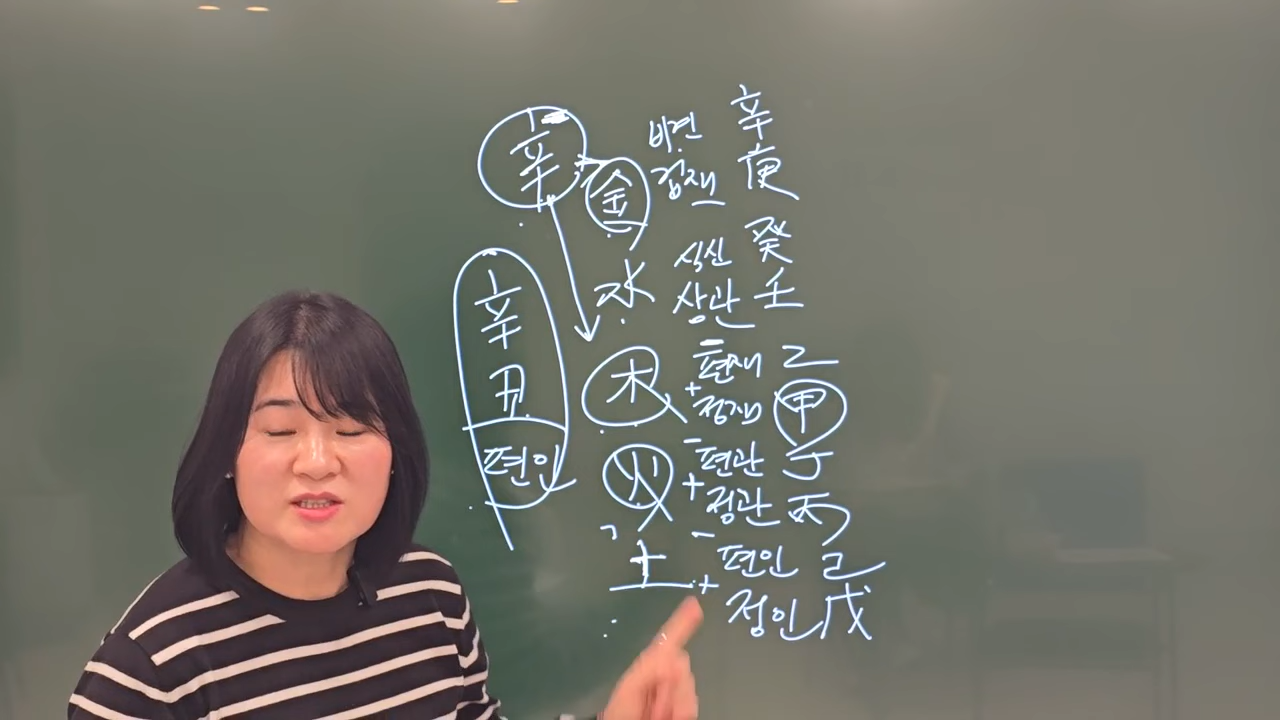 辛
辛
丑
편인
金
水
木
火
土
비견 辛
겁재 庚
식신 癸
상관 壬
- 편재 乙
+ 정재 甲
- 편관 丁
+ 정관 丙
- 편인 己
+ 정인 戊